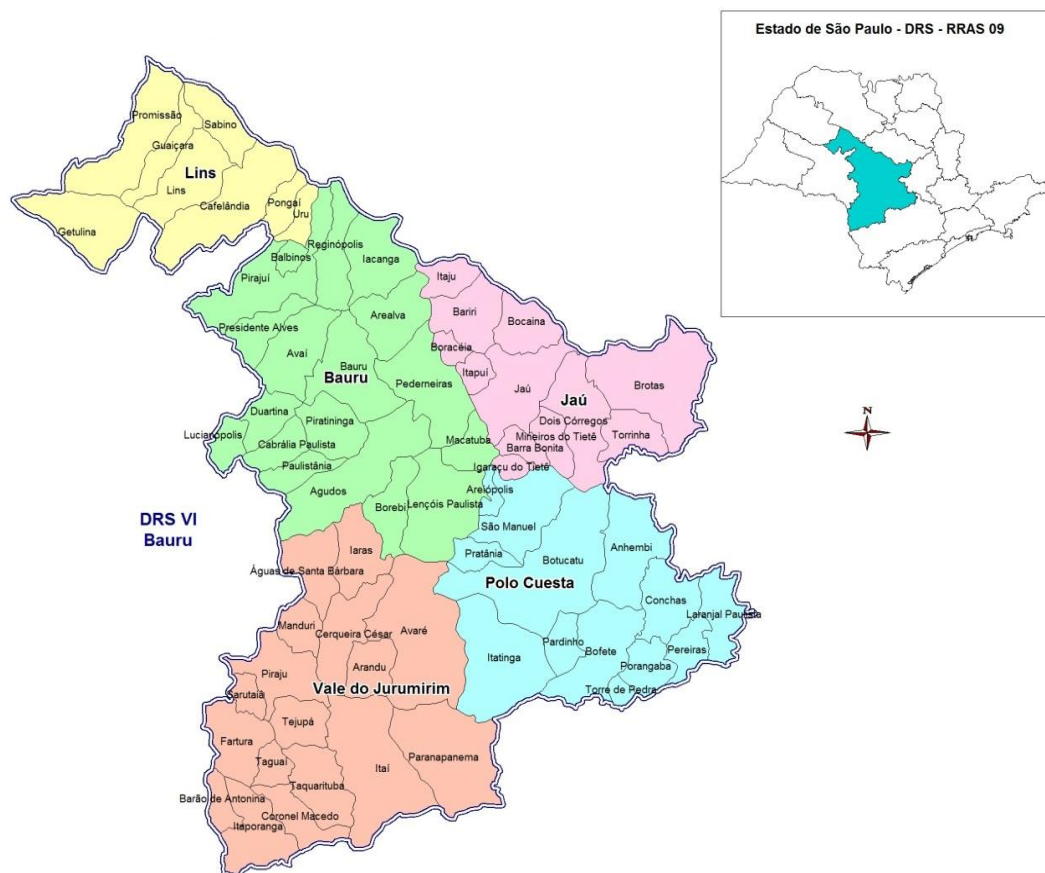 Estado de São Paulo - DRS - RRAS 09
N
DRS VI
Bauru
Promissão
Sabino
Guaiçara
Lins
Lins
Cafelândia
Getulina
Pongaí
Uru
Reginópolis
Balbinos
Iacanga
Pirajuí
Arealva
Presidente Alves
Avaí
Bauru
Bauru
Pederneiras
Duartina
Piratininga
Lucianópolis
Cabrália Paulista
Macatuba
Paulistânia
Agudos
Borebi
Lençóis Paulista
Itaju
Bariri
Bocaina
Boracéia
Itapuí
Jaú
Jaú
Brotas
Dois Córregos
Mineiros do Tietê
Torrinha
Barra Bonita
Igaraçu do Tietê
Areiópolis
São Manuel
Pratânia
Botucatu
Anhembi
Polo Cuesta
Conchas
Laranjal Paulista
Itatinga
Pardinho
Bofete
Pereiras
Porangaba
Torre de Pedra
Iaras
Águas de Santa Bárbara
Manduri
Cerqueira César
Avaré
Arandu
Piraju
Vale do Jurumirim
Sarutaiá
Tejupá
Fartura
Taguaí
Itaí
Paranapanema
Taquarituba
Barão de Antonina
Coronel Macedo
Itaporanga